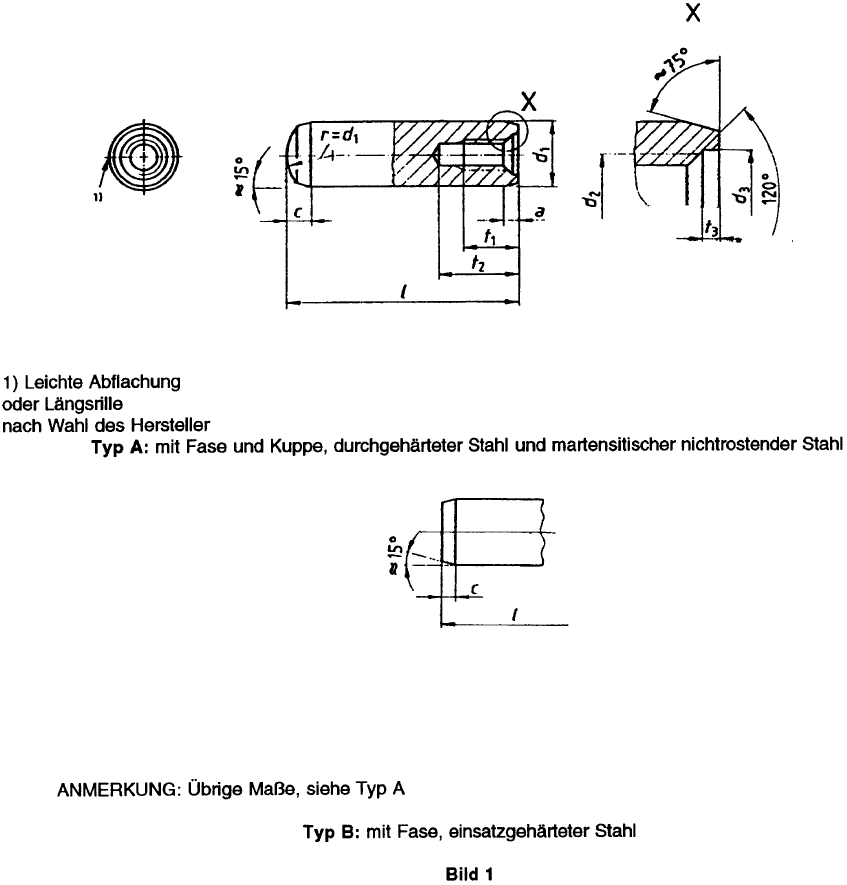 X
≈75°
X
r=d₁
d₁
≈15°
1)
c
a
t₁
t₂
l
d₂
d₃
120°
t₃
1) Leichte Abflachung
oder Längsrille
nach Wahl des Hersteller
Typ A: mit Fase und Kuppe, durchgehärteter Stahl und martensitischer nichtrostender Stahl
≈15°
c
l
ANMERKUNG: Übrige Maße, siehe Typ A
Typ B: mit Fase, einsatzgehärteter Stahl
Bild 1